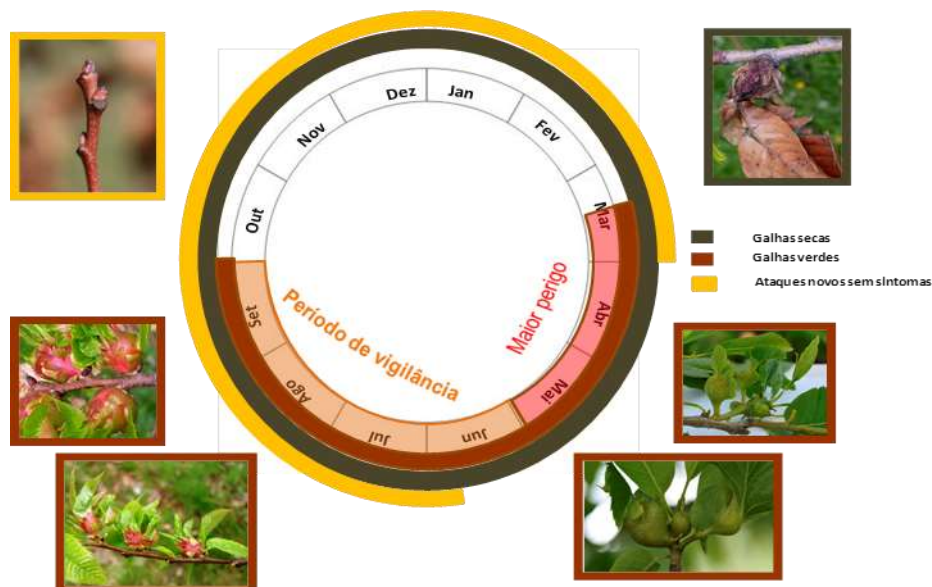 Jan
Fev
Mar
Abr
Mai
Jun
Jul
Ago
Set
Out
Nov
Dez
Maior perigo
Período de vigilância
Galhas secas
Galhas verdes
Ataques novos sem sintomas